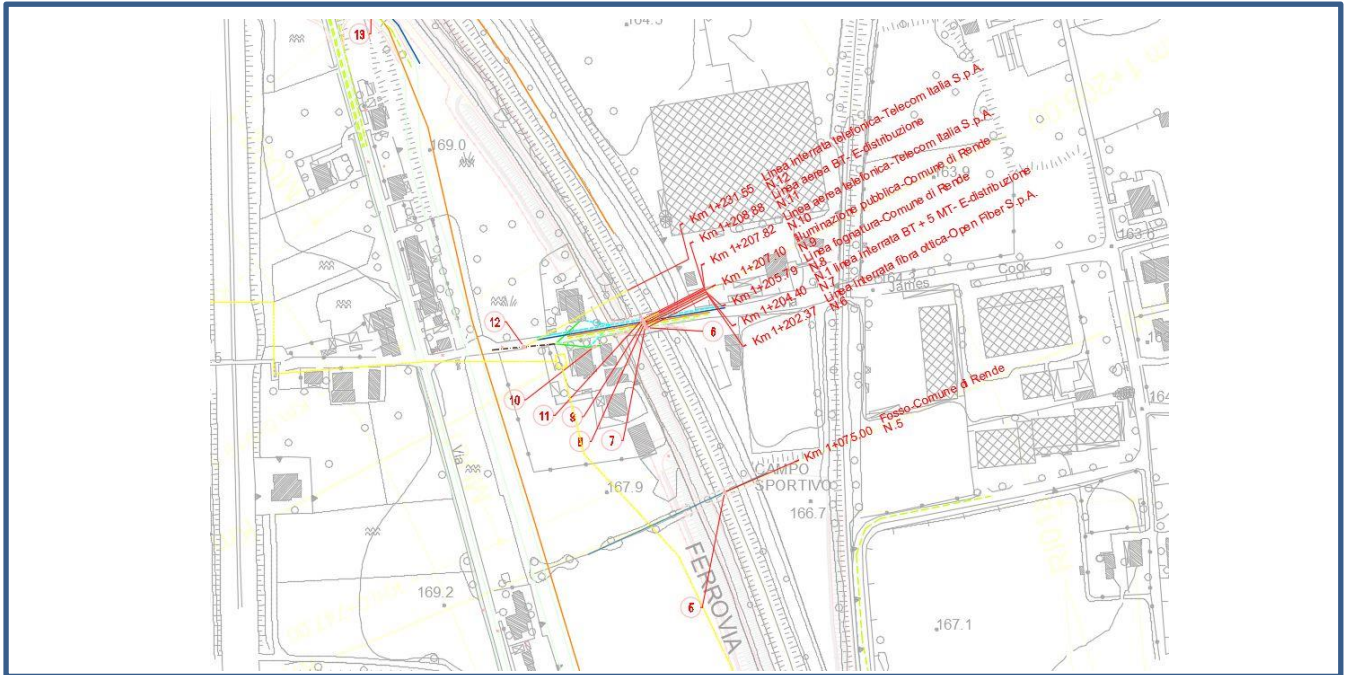 13
164.5
169.0
Km 1+231.65 Linea interrata telefonica-Telecom Italia S.p.A.
N.12
Km 1+208.88 Linea aerea BT- E-distribuzione
N.11
Km 1+207.82 Linea aerea telefonica-Telecom Italia S.p.A.
N.10
Km 1+207.10 Illuminazione pubblica-Comune di Rende
N.9
Km 1+205.79 Linea fognatura-Comune di Rende
N.8
Km 1+204.40 N.1 linea interrata BT + 5 MT- E-distribuzione
N.7
Km 1+202.37 Linea interrata fibra ottica-Open Fiber S.p.A.
N.6
163.9
163.6
James Cook
12
6
10
11
9
8
7
Km 1+075.00 Fosso-Comune di Rende
N.5
CAMPO
SPORTIVO
Via
167.9
166.7
169.2
FERROVIA
167.1